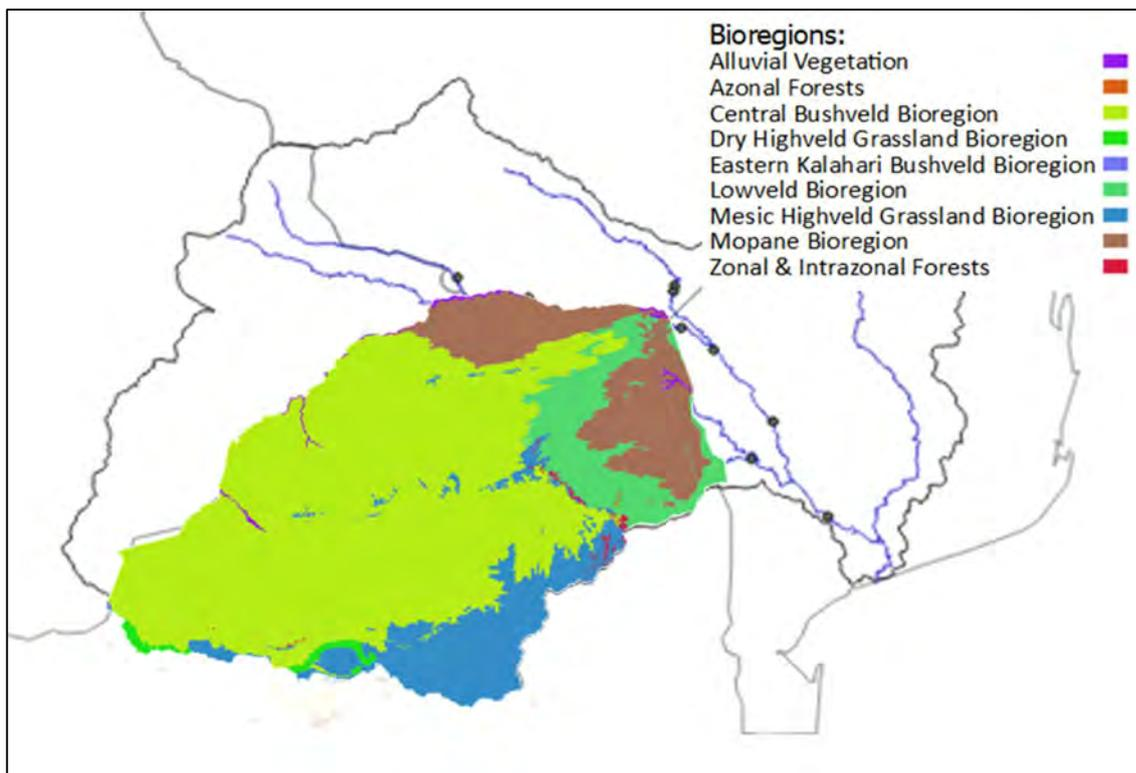 Bioregions:
Alluvial Vegetation
Azonal Forests
Central Bushveld Bioregion
Dry Highveld Grassland Bioregion
Eastern Kalahari Bushveld Bioregion
Lowveld Bioregion
Mesic Highveld Grassland Bioregion
Mopane Bioregion
Zonal & Intrazonal Forests